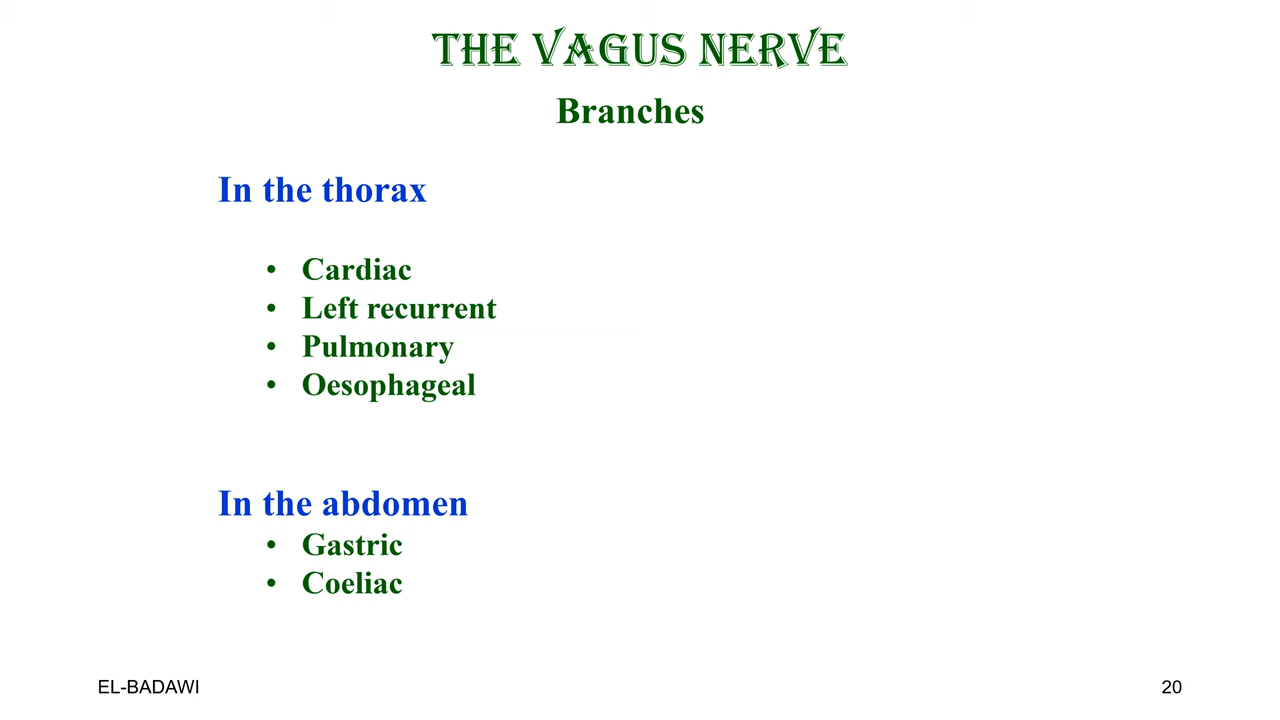 THE VAGUS NERVE
Branches
In the thorax
• Cardiac
• Left recurrent
• Pulmonary
• Oesophageal
In the abdomen
• Gastric
• Coeliac
EL-BADAWI
20